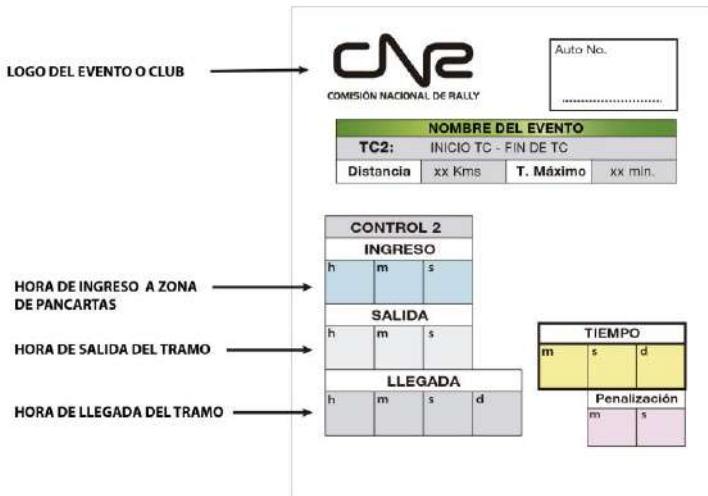 LOGO DEL EVENTO O CLUB
CNR
COMISIÓN NACIONAL DE RALLY
Auto No.
NOMBRE DEL EVENTO
TC2: INICIO TC - FIN DE TC
Distancia xx Kms T. Máximo xx min.
CONTROL 2
INGRESO
h m s
HORA DE INGRESO A ZONA
DE PANCARTAS
SALIDA
h m s
HORA DE SALIDA DEL TRAMO
LLEGADA
h m s d
HORA DE LLEGADA DEL TRAMO
TIEMPO
m s d
Penalización
m s